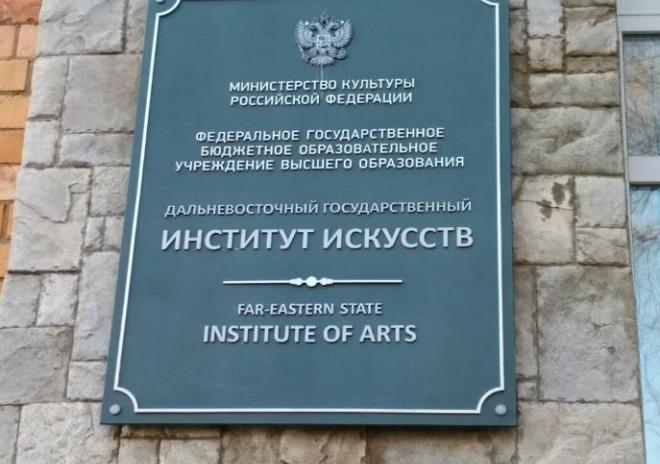 МИНИСТЕРСТВО КУЛЬТУРЫ
РОССИЙСКОЙ ФЕДЕРАЦИИ
ФЕДЕРАЛЬНОЕ ГОСУДАРСТВЕННОЕ
БЮДЖЕТНОЕ ОБРАЗОВАТЕЛЬНОЕ
УЧРЕЖДЕНИЕ ВЫСШЕГО ОБРАЗОВАНИЯ
ДАЛЬНЕВОСТОЧНЫЙ ГОСУДАРСТВЕННЫЙ
ИНСТИТУТ ИСКУССТВ
FAR-EASTERN STATE
INSTITUTE OF ARTS